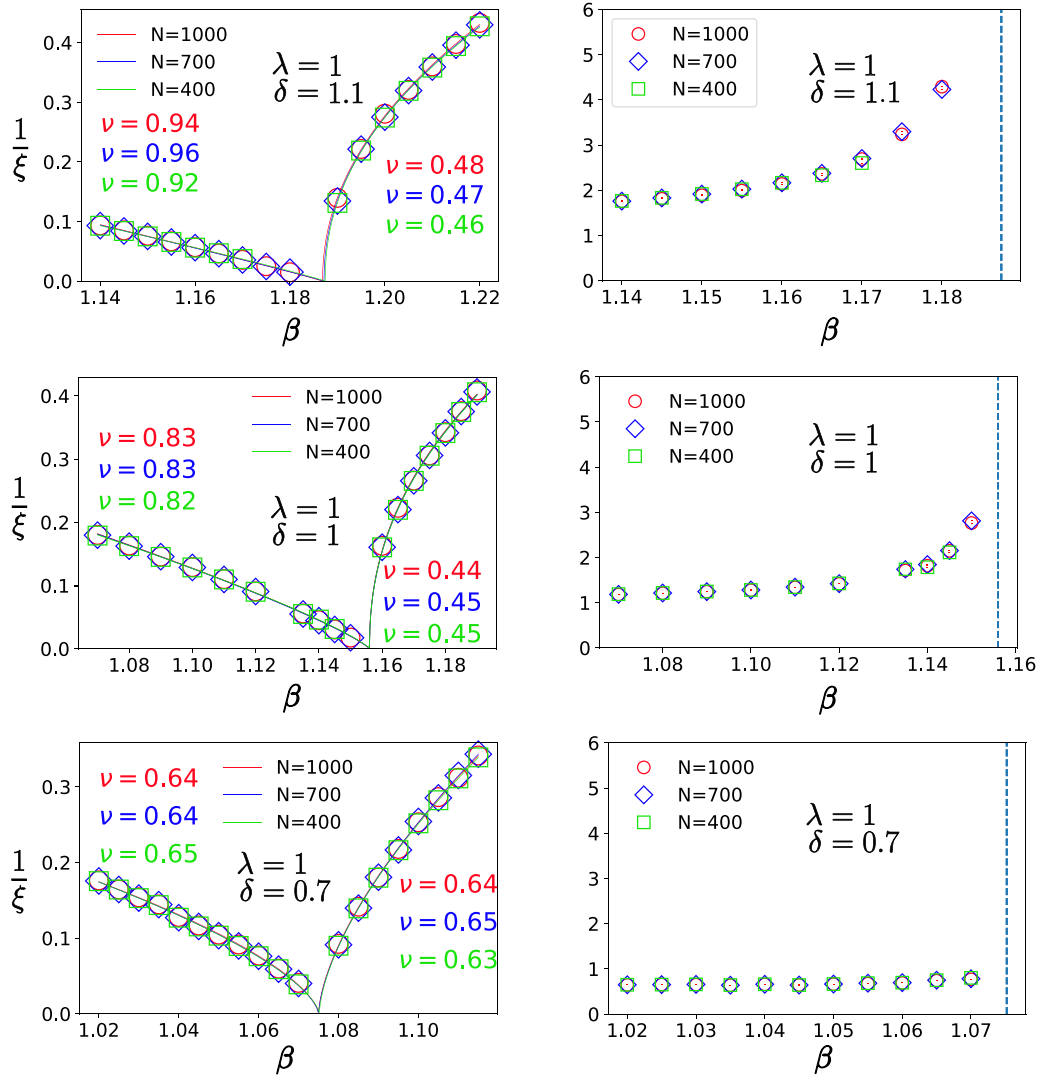 0.4
0.3
0.2
0.1
0.0
1/ξ
N=1000
N=700
N=400
λ = 1
δ = 1.1
ν = 0.94
ν = 0.96
ν = 0.92
ν = 0.48
ν = 0.47
ν = 0.46
1.14 1.16 1.18 1.20 1.22
β
6
5
4
3
2
1
0
N=1000
N=700
N=400
λ = 1
δ = 1.1
1.14 1.15 1.16 1.17 1.18
β
0.4
0.3
0.2
0.1
0.0
1/ξ
N=1000
N=700
N=400
ν = 0.83
ν = 0.83
ν = 0.82
λ = 1
δ = 1
ν = 0.44
ν = 0.45
ν = 0.45
1.08 1.10 1.12 1.14 1.16 1.18
β
6
5
4
3
2
1
0
N=1000
N=700
N=400
λ = 1
δ = 1
1.08 1.10 1.12 1.14 1.16
β
0.3
0.2
0.1
0.0
1/ξ
ν = 0.64
ν = 0.64
ν = 0.65
N=1000
N=700
N=400
λ = 1
δ = 0.7
ν = 0.64
ν = 0.65
ν = 0.63
1.02 1.04 1.06 1.08 1.10
β
6
5
4
3
2
1
0
N=1000
N=700
N=400
λ = 1
δ = 0.7
1.02 1.03 1.04 1.05 1.06 1.07
β